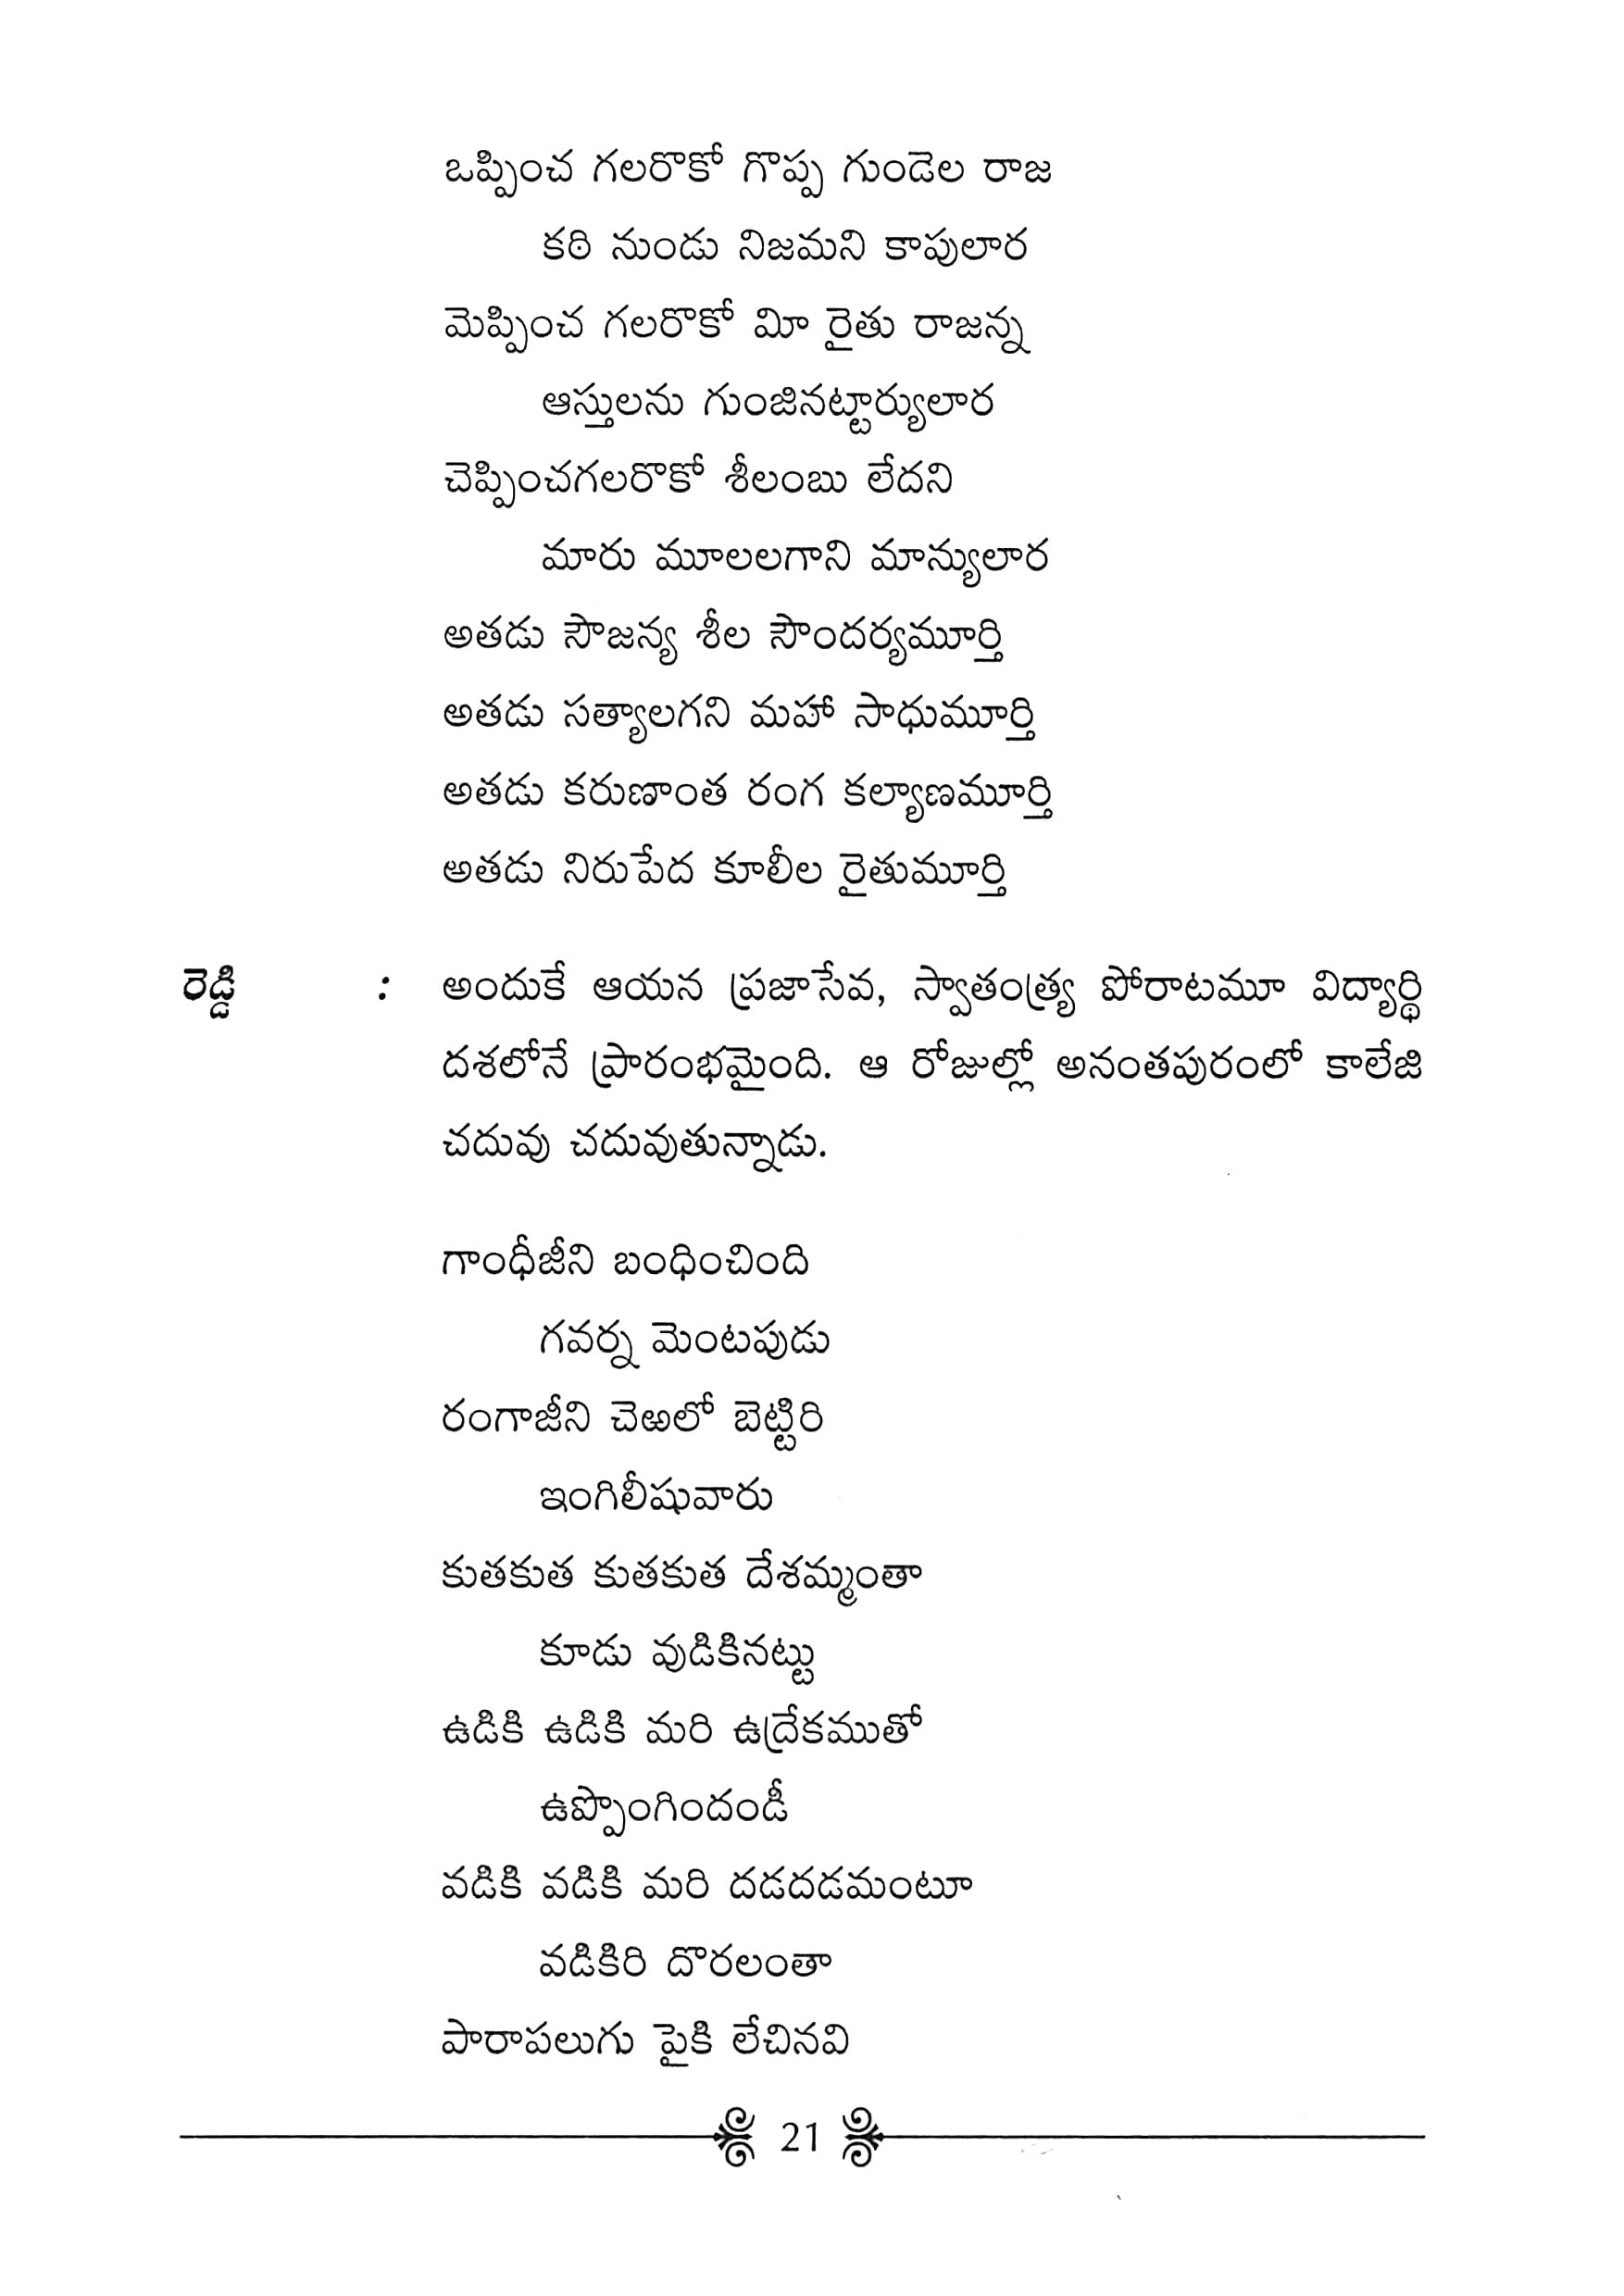 ఒప్పించ గలరొకో గొప్ప గుండెల రాజ
కఠి నుండు నిజమని కాపులార
మెప్పించ గలరొకో మీ రైతు రాజన్న
ఆస్తులను గుంజినట్టార్యులార
చెప్పించగలరొకో శీలంబు లేదని
మారు మూలలగాని మాన్యులార
అతడు సౌజన్య శీల సౌందర్యమూర్తి
అతడు సత్యాలగని మహా సాధుమూర్తి
అతడు కరుణాంత రంగ కల్యాణమూర్తి
అతడు నిరుపేద కూలీల రైతుమూర్తి
రెడ్డి : అందుకే ఆయన ప్రజాసేవ, స్వాతంత్ర్య పోరాటమూ విద్యార్థి
దశలోనే ప్రారంభమైంది. ఆ రోజుల్లో అనంతపురంలో కాలేజి
చదువు చదువుతున్నాడు.
గాంధీజీని బంధించింది
గవర్న మెంటపుడు
రంగాజీని చెఱలో బెట్టిరి
ఇంగిలీషువారు
కుతకుత కుతకుత దేశమ్మంతా
కూడు వుడికినట్టు
ఉడికి ఉడికి మరి ఉద్రేకముతో
ఉప్పొంగిందండీ
వడికి వడికి మరి దడదడమంటూ
వడికిరి దొరలంతా
పారాపలుగు పైకి లేచినవి
21